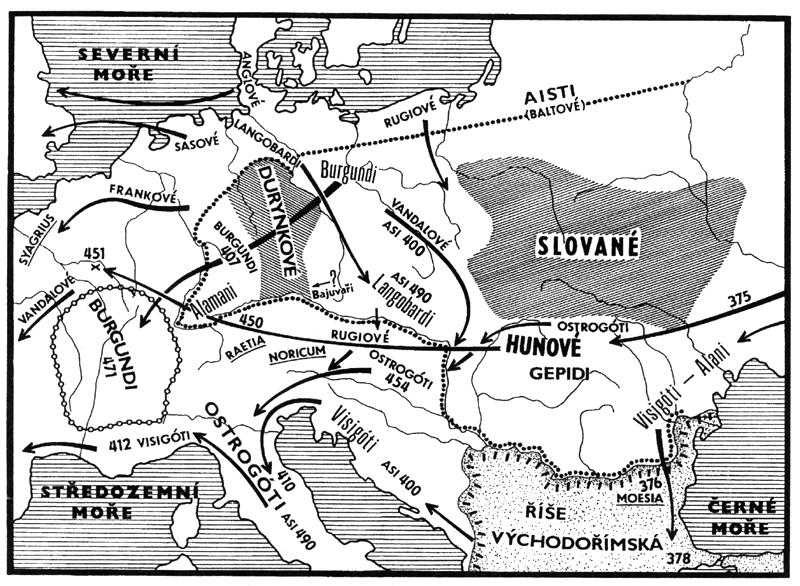 SEVERNÍ
MOŘE
ANGLOVÉ
SASOVÉ
LANGOBARDI
RUGIOVÉ
AISTI
(BALTOVÉ)
FRANKOVÉ
SYAGRIUS
451
x
VANDALOVÉ
BURGUNDI
471
BURGUNDI
407
Alamani
DURYNKOVÉ
Burgundi
VANDALOVÉ
ASI 400
ASI 490
Langobardi
?
Bajuvaři
SLOVANÉ
375
450
RAETIA
NORICUM
RUGIOVÉ
OSTROGÓTI
454
OSTROGÓTI
HUNOVÉ
GEPIDI
Visigóti - Alani
412 VISIGÓTI
OSTROGÓTI
ASI 490
410
Visigóti
ASI 400
376
MOESIA
378
STŘEDOZEMNÍ
MOŘE
ŘÍŠE
VÝCHODOŘÍMSKÁ
ČERNÉ
MOŘE